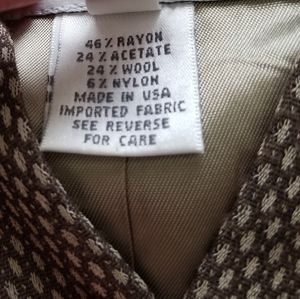 46% RAYON
24% ACETATE
24% WOOL
6% NYLON
MADE IN USA
IMPORTED FABRIC
SEE REVERSE
FOR CARE